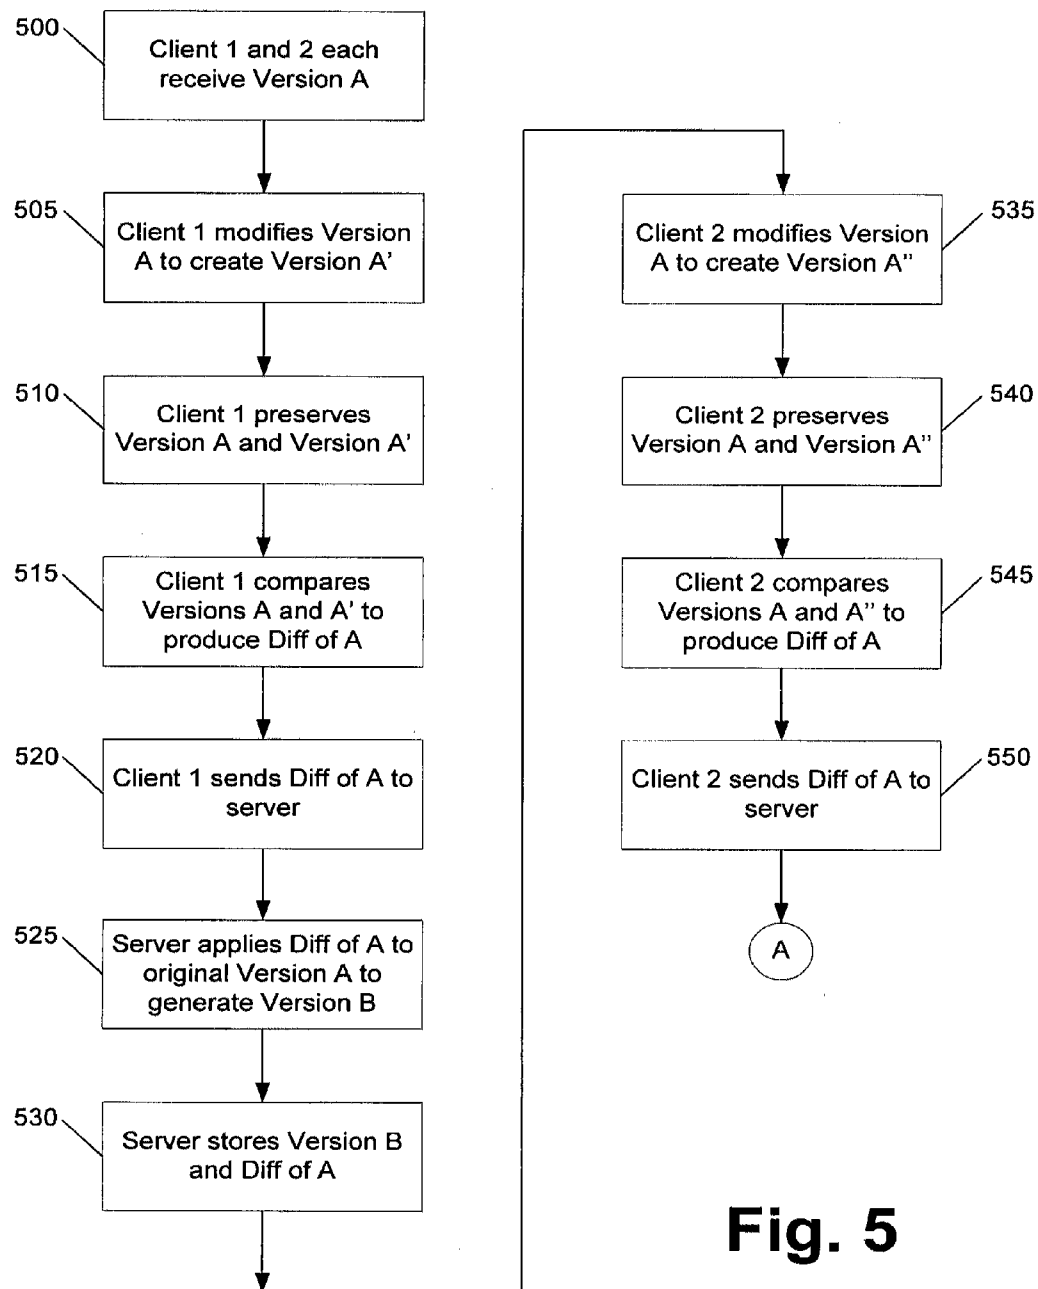 500
Client 1 and 2 each
receive Version A
505
Client 1 modifies Version
A to create Version A'
510
Client 1 preserves
Version A and Version A'
515
Client 1 compares
Versions A and A' to
produce Diff of A
520
Client 1 sends Diff of A to
server
525
Server applies Diff of A to
original Version A to
generate Version B
530
Server stores Version B
and Diff of A
535
Client 2 modifies Version
A to create Version A"
540
Client 2 preserves
Version A and Version A"
545
Client 2 compares
Versions A and A" to
produce Diff of A
550
Client 2 sends Diff of A to
server
A
Fig. 5